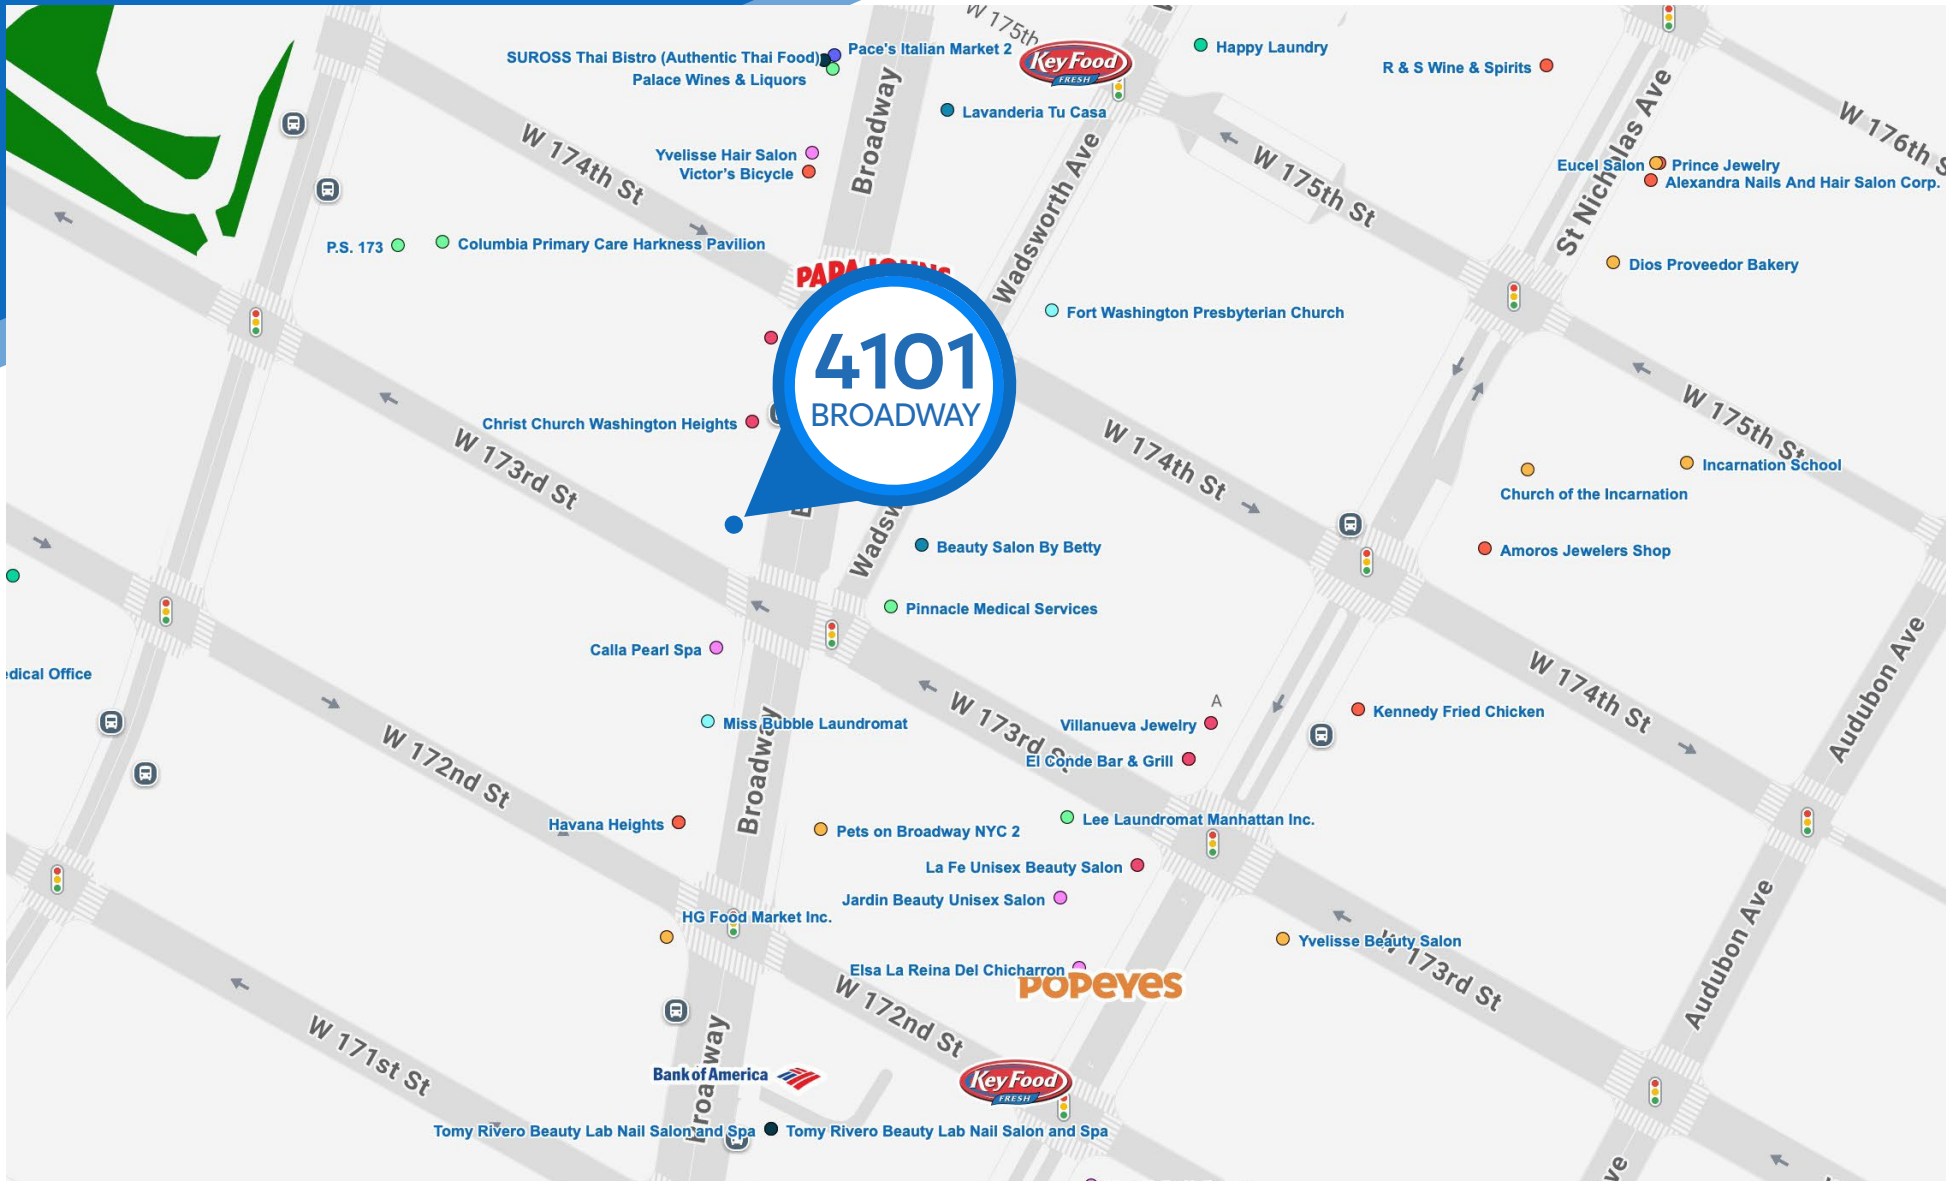 W 175th
SUROSS Thai Bistro (Authentic Thai Food)
Pace's Italian Market 2
Palace Wines & Liquors
Key Food
FRESH
Happy Laundry
R & S Wine & Spirits
Lavanderia Tu Casa
Broadway
W 174th St
Yvelisse Hair Salon
Victor's Bicycle
Wadsworth Ave
W 175th St
St Nicholas Ave
W 176th S
Eucel Salon
Prince Jewelry
Alexandra Nails And Hair Salon Corp.
P.S. 173
Columbia Primary Care Harkness Pavilion
Dios Proveedor Bakery
PAPA JOHNS
Fort Washington Presbyterian Church
4101
BROADWAY
Christ Church Washington Heights
W 173rd St
W 174th St
W 175th St
Incarnation School
Church of the Incarnation
Wadsw
Beauty Salon By Betty
Amoros Jewelers Shop
Pinnacle Medical Services
Calla Pearl Spa
edical Office
W 174th St
Audubon Ave
A
Miss Bubble Laundromat
Villanueva Jewelry
Kennedy Fried Chicken
W 173rd St
El Conde Bar & Grill
W 172nd St
Broadway
Havana Heights
Pets on Broadway NYC 2
Lee Laundromat Manhattan Inc.
La Fe Unisex Beauty Salon
Jardin Beauty Unisex Salon
HG Food Market Inc.
Yvelisse Beauty Salon
W 173rd St
Audubon Ave
Elsa La Reina Del Chicharron
POPEYES
W 172nd St
W 171st St
Broadway
Bank of America
Key Food
FRESH
Tomy Rivero Beauty Lab Nail Salon and Spa
Tomy Rivero Beauty Lab Nail Salon and Spa
ve